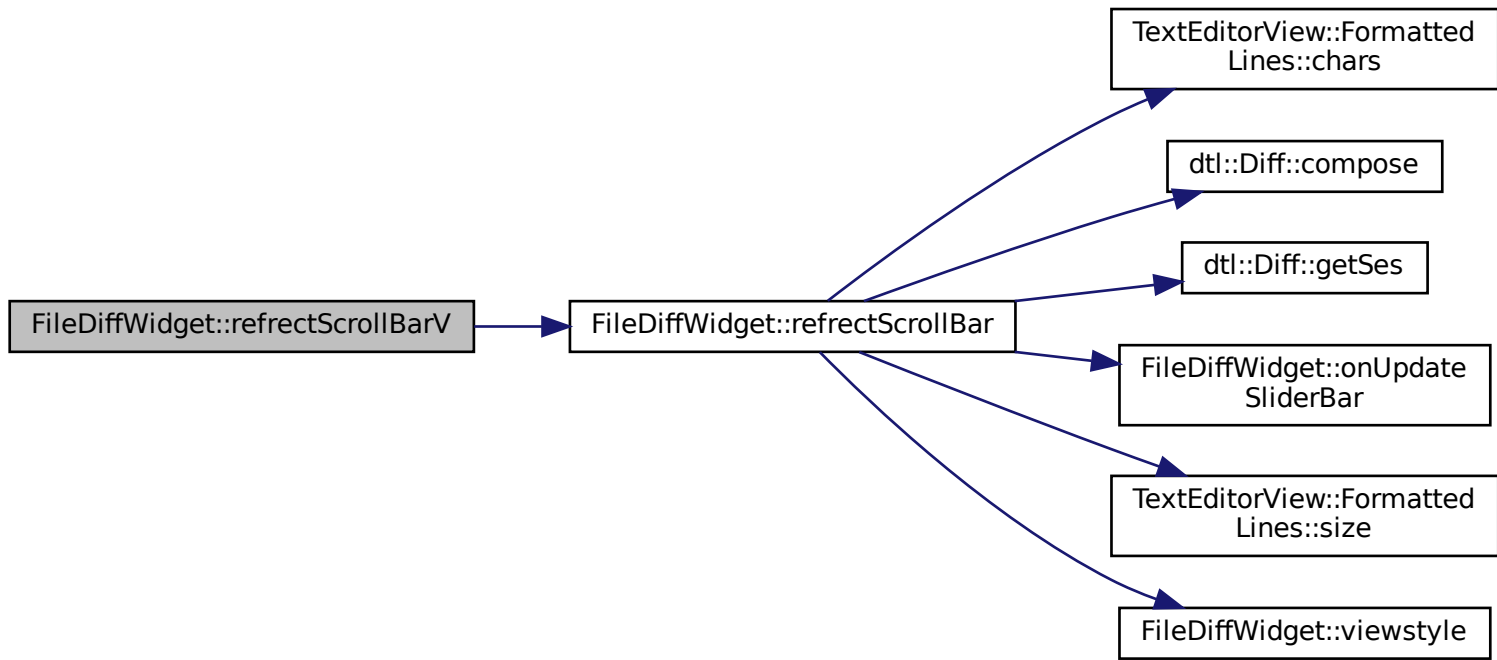 FileDiffWidget::refrectScrollBarV
FileDiffWidget::refrectScrollBar
TextEditorView::Formatted
Lines::chars
dtl::Diff::compose
dtl::Diff::getSes
FileDiffWidget::onUpdate
SliderBar
TextEditorView::Formatted
Lines::size
FileDiffWidget::viewstyle